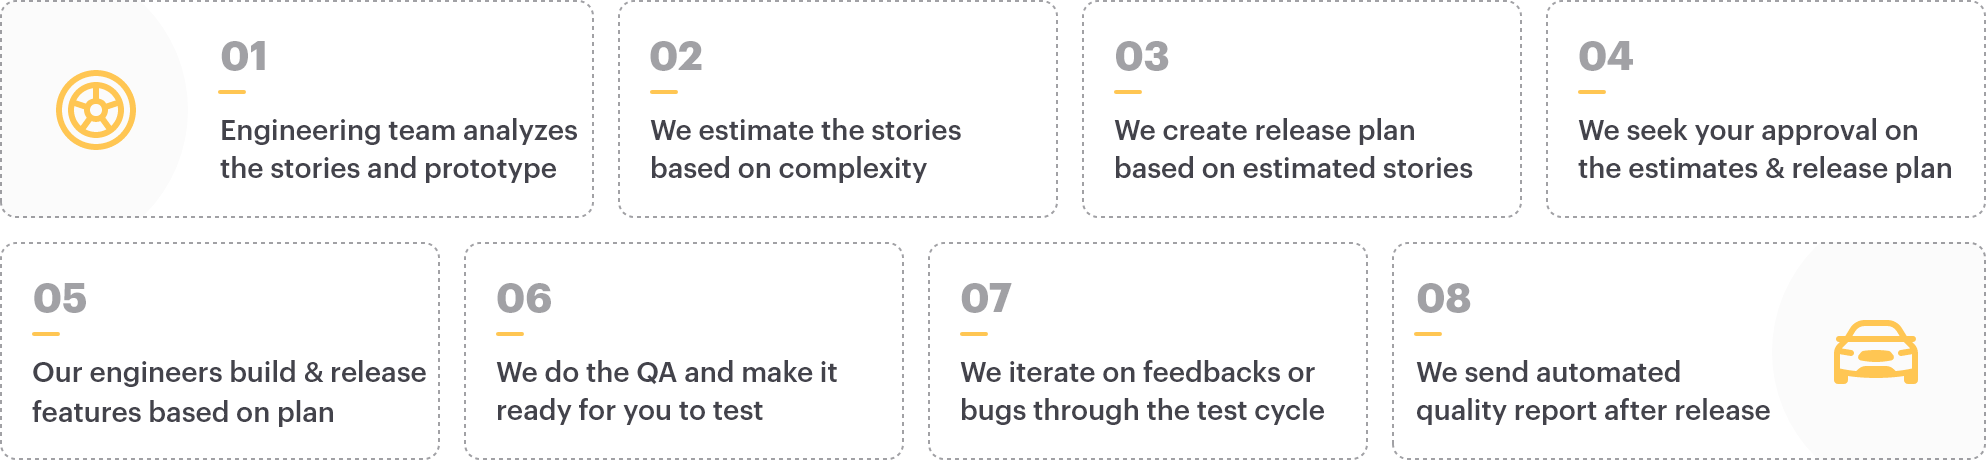 01
Engineering team analyzes
the stories and prototype
02
We estimate the stories
based on complexity
03
We create release plan
based on estimated stories
04
We seek your approval on
the estimates & release plan
05
Our engineers build & release
features based on plan
06
We do the QA and make it
ready for you to test
07
We iterate on feedbacks or
bugs through the test cycle
08
We send automated
quality report after release